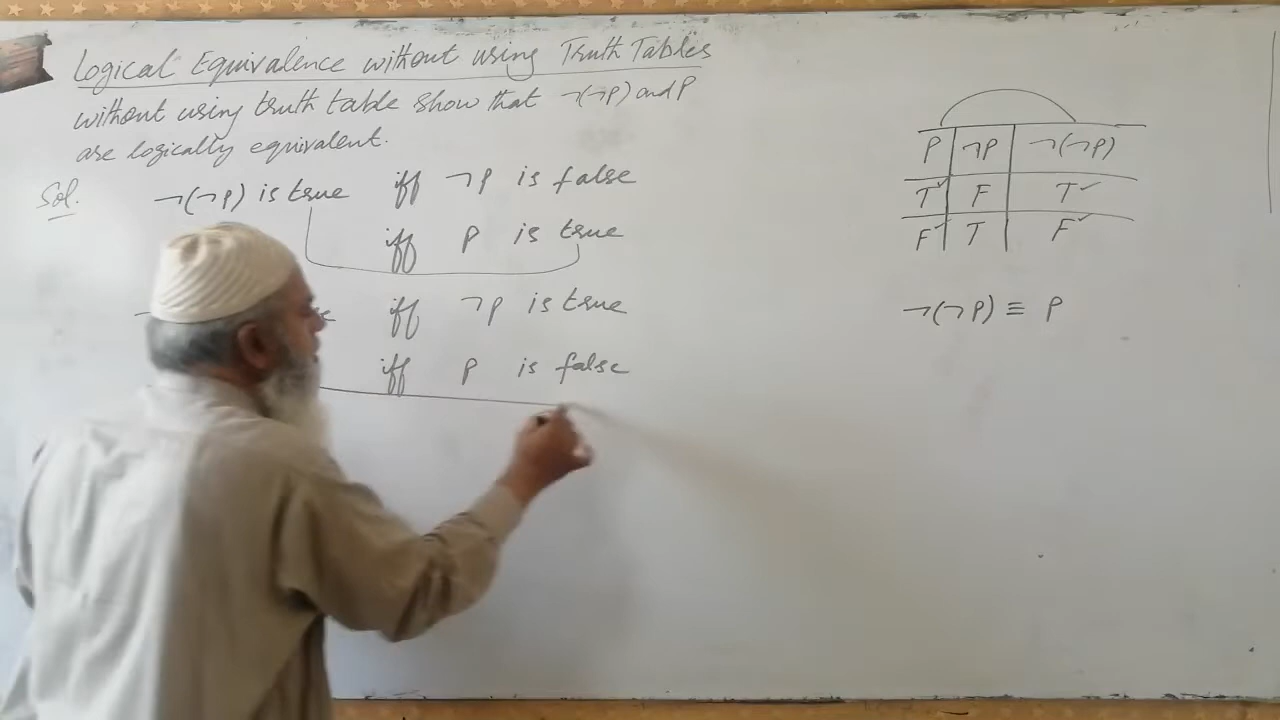 Logical Equivalence without using Truth Tables
without using truth table show that ¬(¬P) and P
are logically equivalent.
Sol. ¬(¬P) is true iff ¬P is false
iff P is true
iff ¬P is true
iff P is false
P ¬P ¬(¬P)
T✓ F T✓
F✓ T F✓
¬(¬P) ≡ P